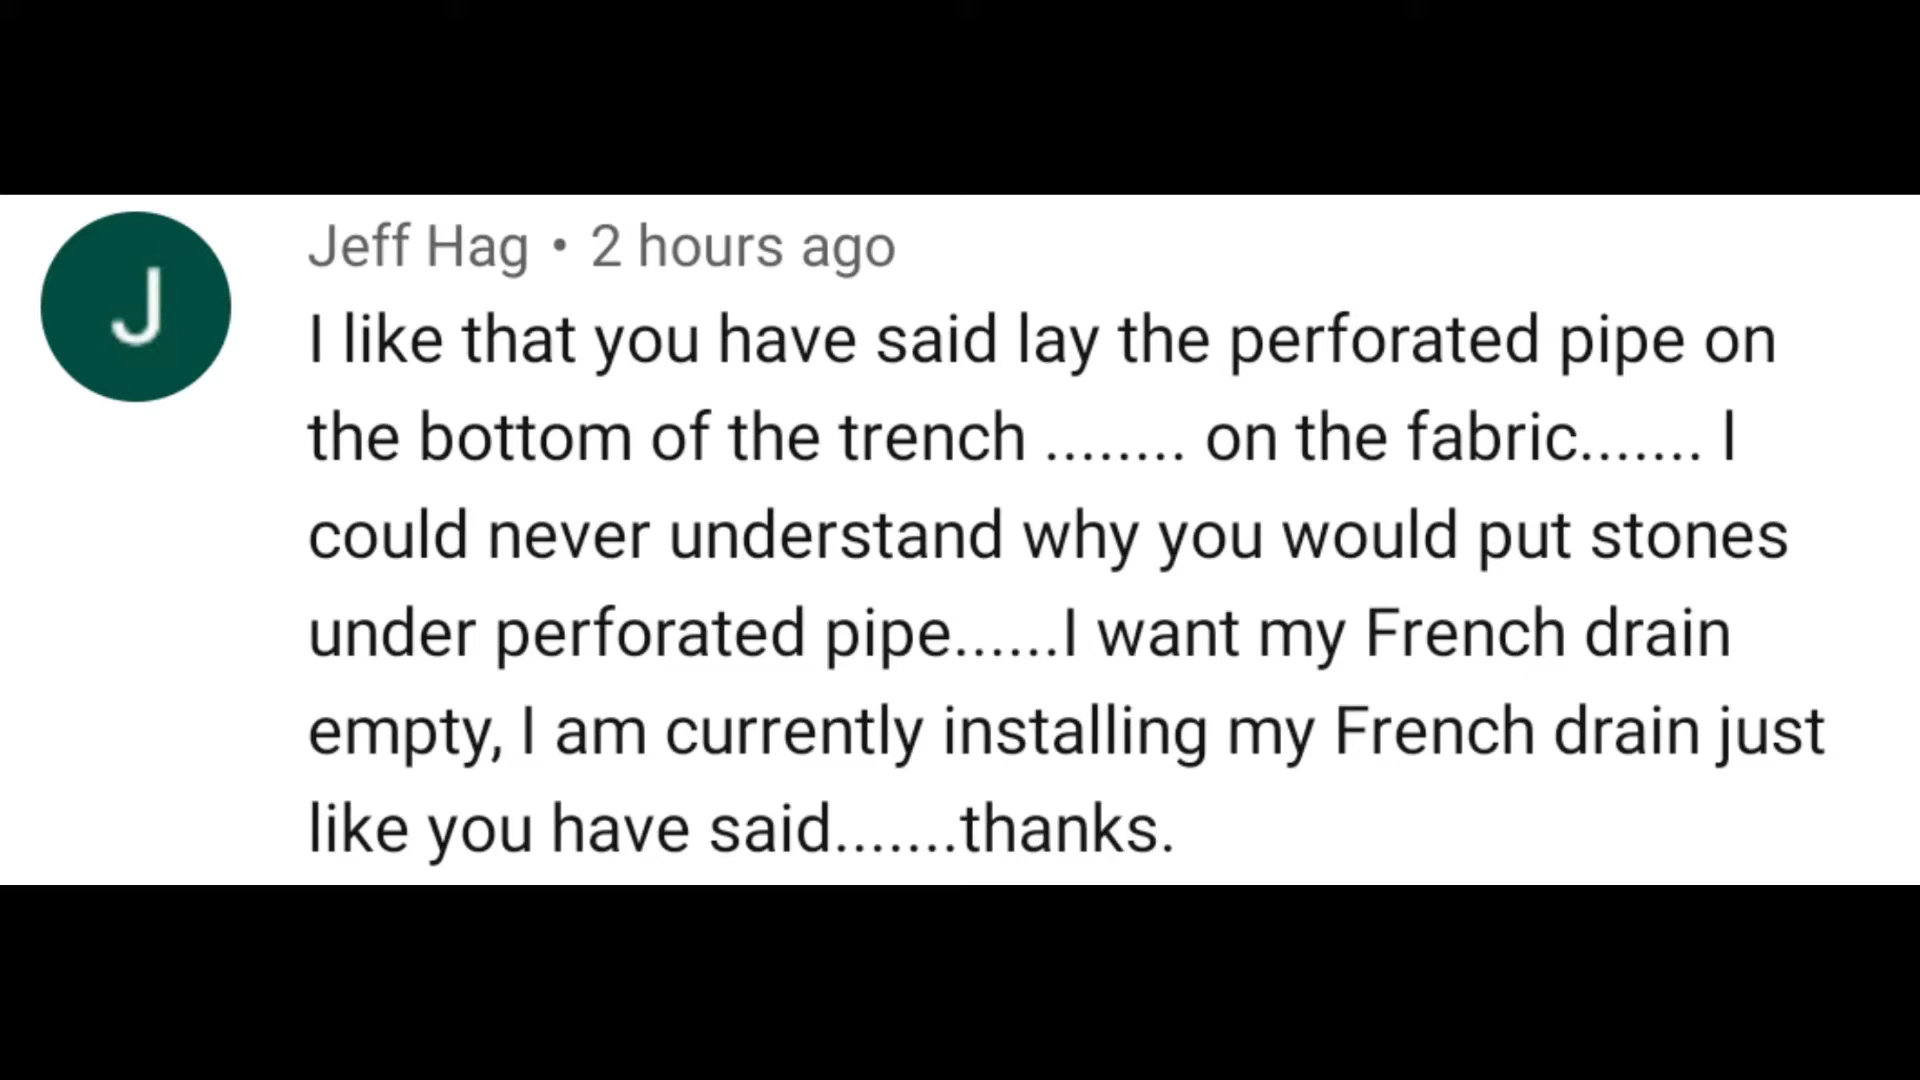 J
Jeff Hag • 2 hours ago
I like that you have said lay the perforated pipe on
the bottom of the trench ........ on the fabric....... I
could never understand why you would put stones
under perforated pipe......I want my French drain
empty, I am currently installing my French drain just
like you have said.......thanks.